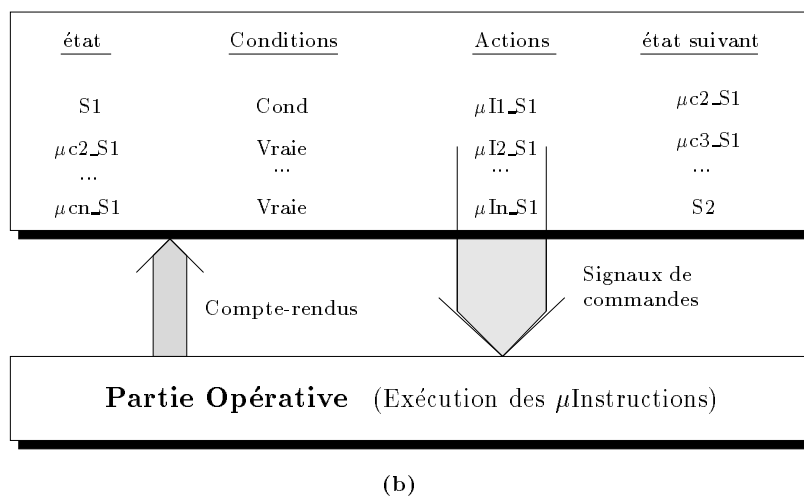 état Conditions Actions état suivant
S1 Cond μI1_S1 μc2_S1
μc2_S1 Vraie μI2_S1 μc3_S1
... ... ... ...
μcn_S1 Vraie μIn_S1 S2
Compte-rendus
Signaux de
commandes
Partie Opérative (Exécution des μInstructions)
(b)